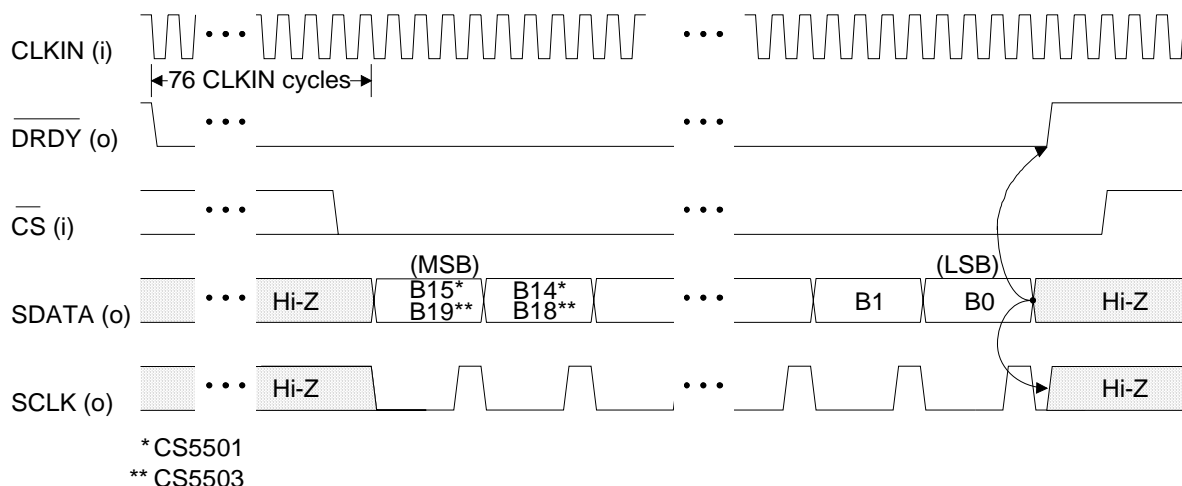 CLKIN (i)
76 CLKIN cycles
DRDY (o)
CS (i)
(MSB)
(LSB)
SDATA (o)
Hi-Z
B15*
B19**
B14*
B18**
B1
B0
Hi-Z
SCLK (o)
Hi-Z
Hi-Z
* CS5501
** CS5503